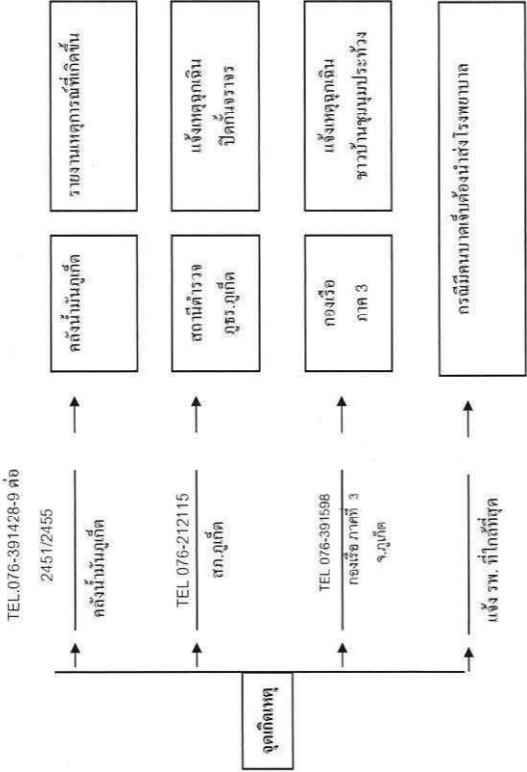 จุดเกิดเหตุ
TEL.076-391428-9 ต่อ
2451/2455
คลังน้ำมันภูเก็ต
คลังน้ำมันภูเก็ต
รายงานเหตุการณ์ที่เกิดขึ้น
TEL 076-212115
สภ.ภูเก็ต
สถานีตำรวจ
ภูธร.ภูเก็ต
แจ้งเหตุฉุกเฉิน
ปิดกั้นจราจร
TEL 076-391598
กองเรือ ภาคที่ 3
จ.ภูเก็ต
กองเรือ
ภาค 3
แจ้งเหตุฉุกเฉิน
ชาวบ้านชุมนุมประท้วง
แจ้ง รพ. ที่ใกล้ที่สุด
กรณีมีคนบาดเจ็บต้องนำส่งโรงพยาบาล